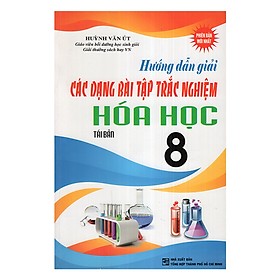 HUỲNH VĂN ÚT
Giáo viên bồi dưỡng học sinh giỏi
Giải thưởng sách hay VN
PHIÊN BẢN
MỚI NHẤT
Hướng dẫn giải
CÁC DẠNG BÀI TẬP TRẮC NGHIỆM
HÓA HỌC
TÁI BẢN
8
NHÀ XUẤT BẢN
TỔNG HỢP THÀNH PHỐ HỒ CHÍ MINH